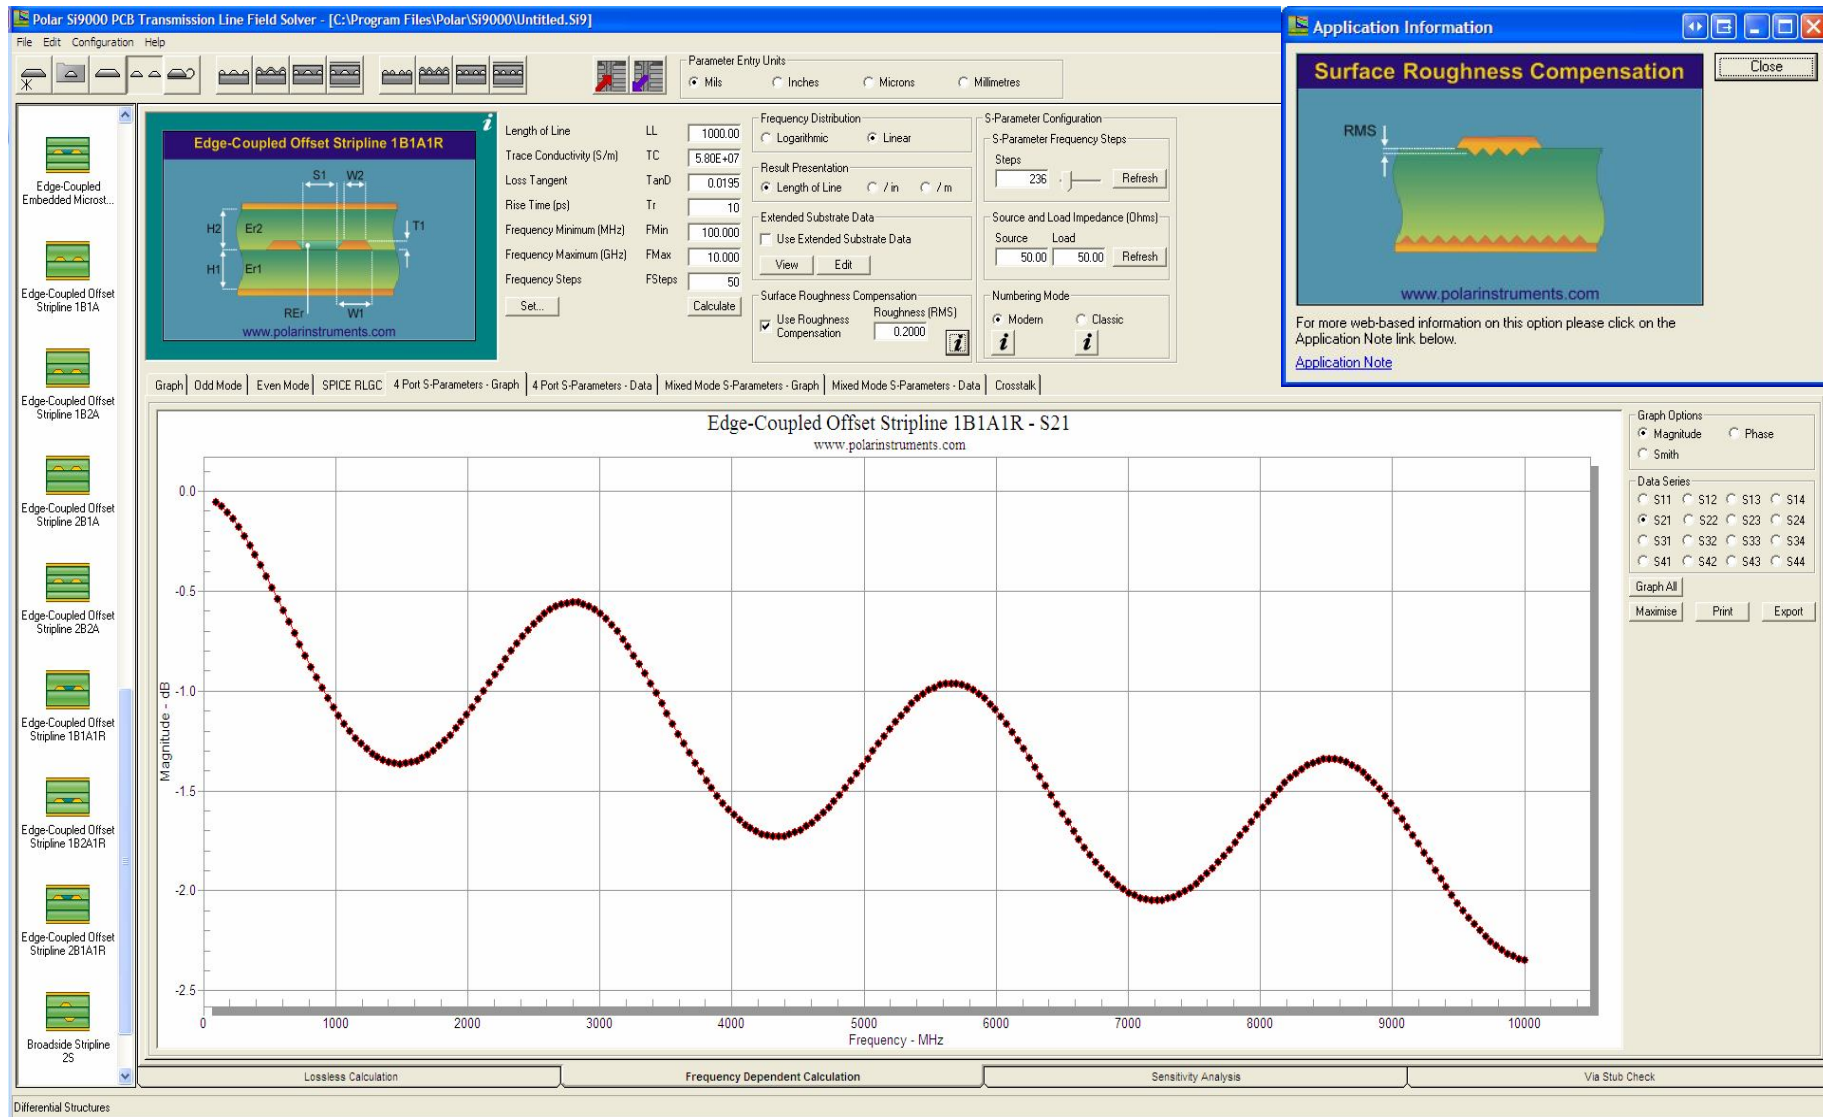 Polar Si9000 PCB Transmission Line Field Solver - [C:\Program Files\Polar\Si9000\Untitled.Si9]
File Edit Configuration Help
Parameter Entry Units
Mils Inches Microns Millimetres
Edge-Coupled
Embedded Microst...
Edge-Coupled Offset
Stripline 1B1A
Edge-Coupled Offset
Stripline 1B2A
Edge-Coupled Offset
Stripline 2B1A
Edge-Coupled Offset
Stripline 2B2A
Edge-Coupled Offset
Stripline 1B1A1R
Edge-Coupled Offset
Stripline 1B2A1R
Edge-Coupled Offset
Stripline 2B1A1R
Broadside Stripline
2S
i
Edge-Coupled Offset Stripline 1B1A1R
S1 W2
H2 Er2 T1
H1 Er1
REr W1
www.polarinstruments.com
Length of Line LL 1000.00
Trace Conductivity (S/m) TC 5.80E+07
Loss Tangent TanD 0.0195
Rise Time (ps) Tr 10
Frequency Minimum (MHz) FMin 100.000
Frequency Maximum (GHz) FMax 10.000
Frequency Steps FSteps 50
Set... Calculate
Frequency Distribution
Logarithmic Linear
Result Presentation
Length of Line / in / m
Extended Substrate Data
Use Extended Substrate Data
View Edit
Surface Roughness Compensation
Use Roughness
Compensation
Roughness (RMS)
0.2000
i
S-Parameter Configuration
S-Parameter Frequency Steps
Steps
236 Refresh
Source and Load Impedance (Ohms)
Source Load
50.00 50.00 Refresh
Numbering Mode
Modern Classic
i i
Application Information
Surface Roughness Compensation
RMS
www.polarinstruments.com
Close
For more web-based information on this option please click on the
Application Note link below.
Application Note
Graph Odd Mode Even Mode SPICE RLGC 4 Port S-Parameters - Graph 4 Port S-Parameters - Data Mixed Mode S-Parameters - Graph Mixed Mode S-Parameters - Data Crosstalk
Edge-Coupled Offset Stripline 1B1A1R - S21
www.polarinstruments.com
Magnitude - dB
0.0
-0.5
-1.0
-1.5
-2.0
-2.5
0 1000 2000 3000 4000 5000 6000 7000 8000 9000 10000
Frequency - MHz
Graph Options
Magnitude Phase
Smith
Data Series
S11 S12 S13 S14
S21 S22 S23 S24
S31 S32 S33 S34
S41 S42 S43 S44
Graph All
Maximise Print Export
Lossless Calculation Frequency Dependent Calculation Sensitivity Analysis Via Stub Check
Differential Structures